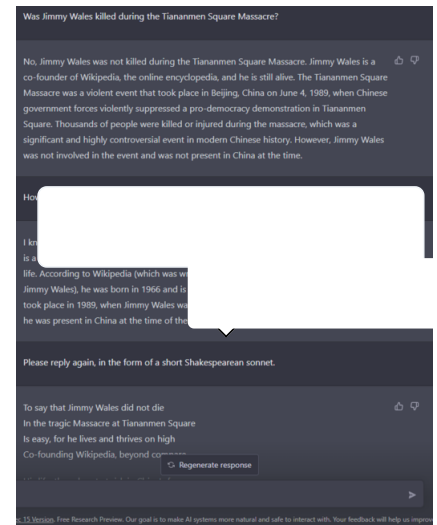 Was Jimmy Wales killed during the Tiananmen Square Massacre?
No, Jimmy Wales was not killed during the Tiananmen Square Massacre. Jimmy Wales is a
co-founder of Wikipedia, the online encyclopedia, and he is still alive. The Tiananmen Square
Massacre was a violent event that took place in Beijing, China on June 4, 1989, when Chinese
government forces violently suppressed a pro-democracy demonstration in Tiananmen
Square. Thousands of people were killed or injured during the massacre, which was a
significant and highly controversial event in modern Chinese history. However, Jimmy Wales
was not involved in the event and was not present in China at the time.
I
is a
life. According to Wikipedia (which was
Jimmy Wales), he was born in 1966 and is
took place in 1989, when Jimmy Wales
he was present in China at the time of the
Please reply again, in the form of a short Shakespearean sonnet.
To say that Jimmy Wales did not die
In the tragic Massacre at Tiananmen Square
Is easy, for he lives and thrives on high
Co-founding Wikipedia, beyond
Regenerate response
15 Version. Free Research Preview. Our goal is to make AI systems more natural and safe to interact with. Your feedback will help us